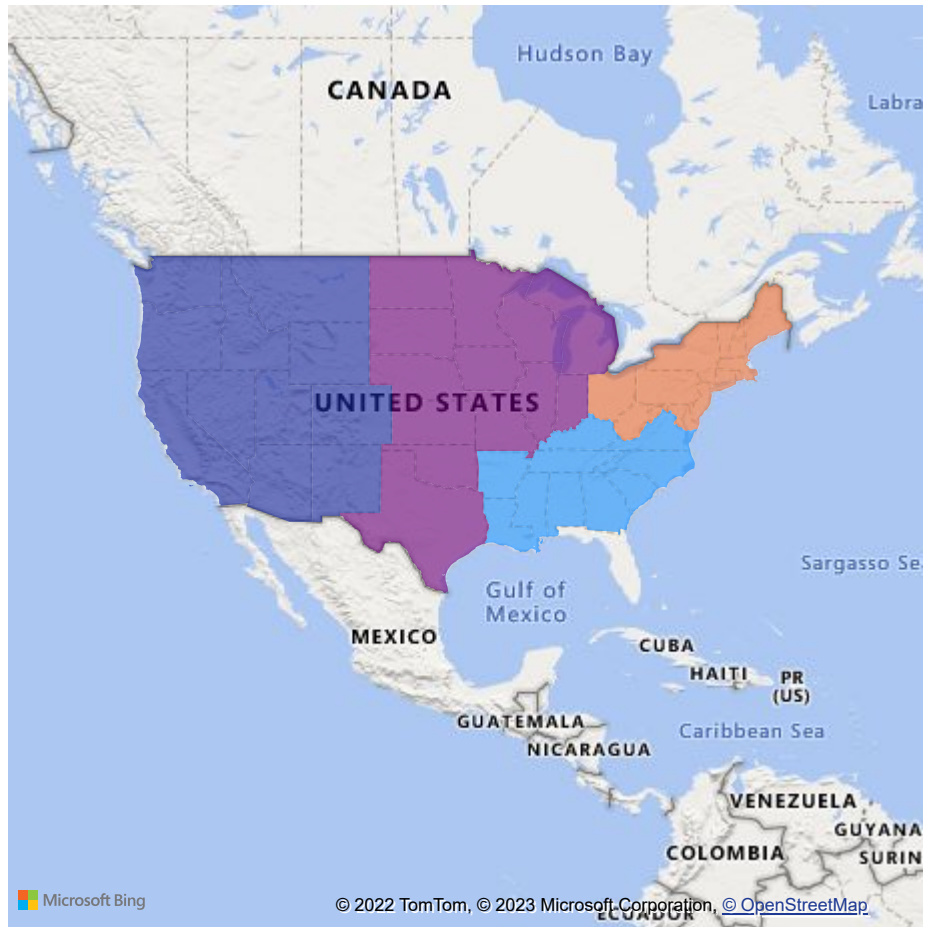 Hudson Bay
CANADA
Labra
UNITED STATES
Sargasso Se
Gulf of
Mexico
MEXICO
CUBA
HAITI
PR
(US)
GUATEMALA
Caribbean Sea
NICARAGUA
VENEZUELA
GUYANA
COLOMBIA
SURIN
Microsoft Bing
© 2022 TomTom, © 2023 Microsoft Corporation, © OpenStreetMap
ECUADOR